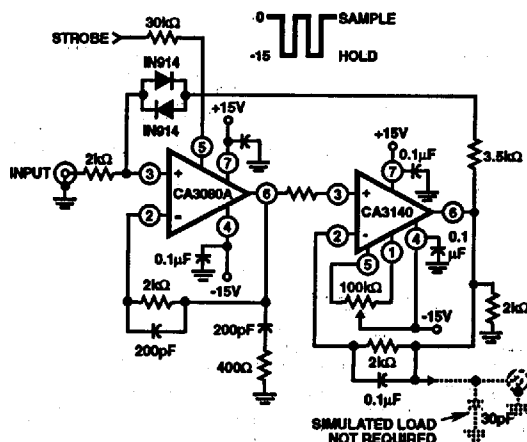 30kΩ
0
SAMPLE
STROBE
-15
HOLD
IN914
+15V
IN914
+15V
5
7
0.1µF
7
3.5kΩ
INPUT
2kΩ
3
+
CA3080A
6
3
+
CA3140
6
2
-
4
2
-
4
0.1
µF
5
1
0.1µF
-15V
100kΩ
2kΩ
-15V
2kΩ
200pF
200pF
2kΩ
400Ω
0.1µF
30pF
SIMULATED LOAD
NOT REQUIRED